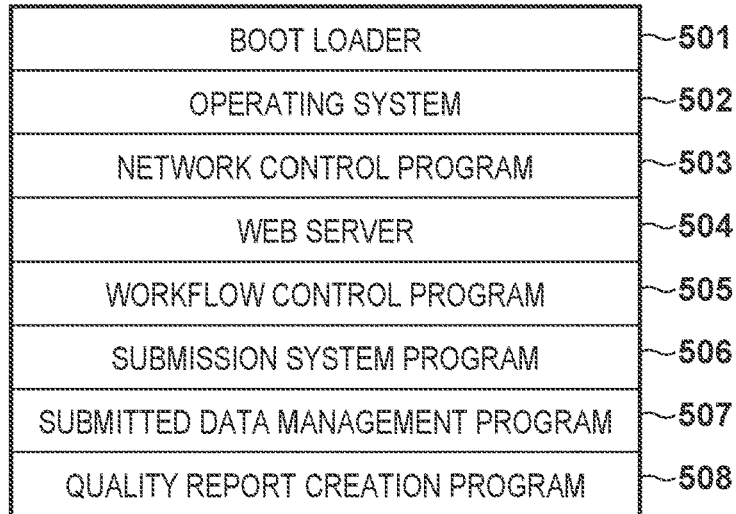 BOOT LOADER 501
OPERATING SYSTEM 502
NETWORK CONTROL PROGRAM 503
WEB SERVER 504
WORKFLOW CONTROL PROGRAM 505
SUBMISSION SYSTEM PROGRAM 506
SUBMITTED DATA MANAGEMENT PROGRAM 507
QUALITY REPORT CREATION PROGRAM 508